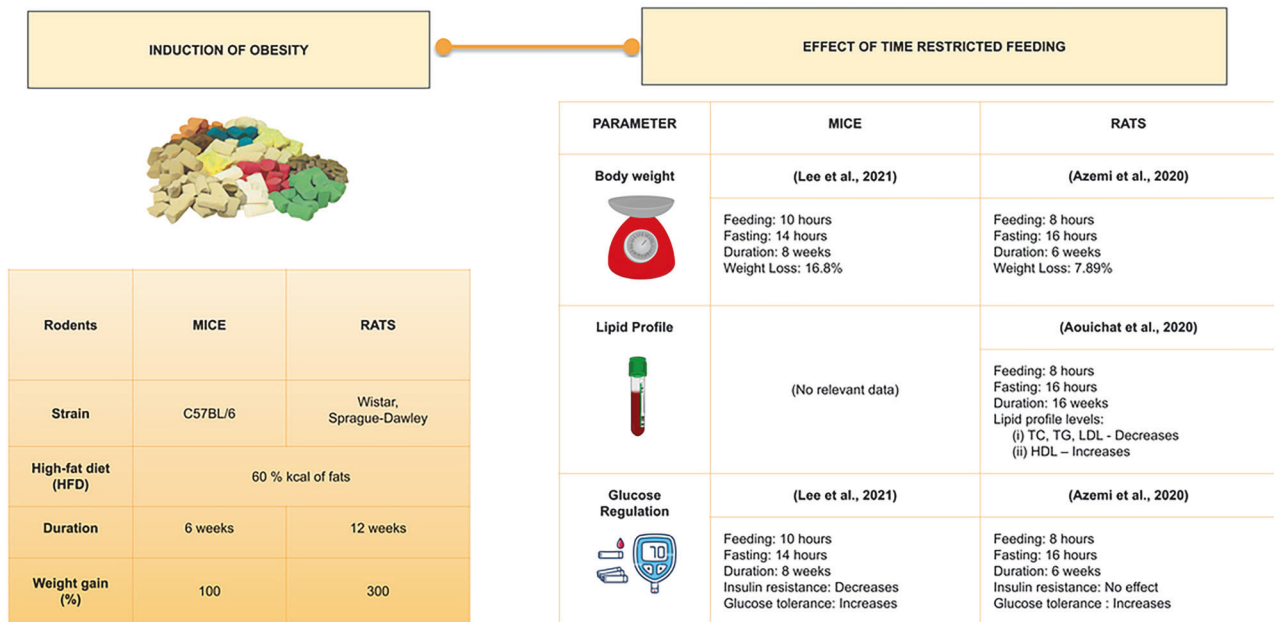 INDUCTION OF OBESITY
EFFECT OF TIME RESTRICTED FEEDING
Rodents
MICE
RATS
Strain
C57BL/6
Wistar,
Sprague-Dawley
High-fat diet
(HFD)
60 % kcal of fats
Duration
6 weeks
12 weeks
Weight gain
(%)
100
300
PARAMETER
MICE
RATS
Body weight
(Lee et al., 2021)
(Azemi et al., 2020)
Feeding: 10 hours
Fasting: 14 hours
Duration: 8 weeks
Weight Loss: 16.8%
Feeding: 8 hours
Fasting: 16 hours
Duration: 6 weeks
Weight Loss: 7.89%
Lipid Profile
(No relevant data)
(Aouichat et al., 2020)
Feeding: 8 hours
Fasting: 16 hours
Duration: 16 weeks
Lipid profile levels:
(i) TC, TG, LDL - Decreases
(ii) HDL – Increases
Glucose
Regulation
70
(Lee et al., 2021)
(Azemi et al., 2020)
Feeding: 10 hours
Fasting: 14 hours
Duration: 8 weeks
Insulin resistance: Decreases
Glucose tolerance: Increases
Feeding: 8 hours
Fasting: 16 hours
Duration: 6 weeks
Insulin resistance: No effect
Glucose tolerance : Increases